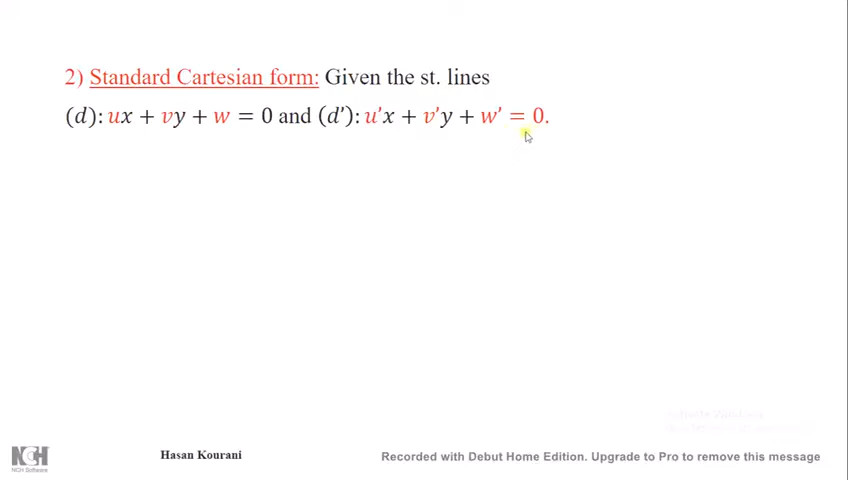 2) Standard Cartesian form: Given the st. lines
(d): ux + vy + w = 0 and (d’): u’x + v’y + w’ = 0.
NCH
NCH Software
Hasan Kourani
Recorded with Debut Home Edition. Upgrade to Pro to remove this message